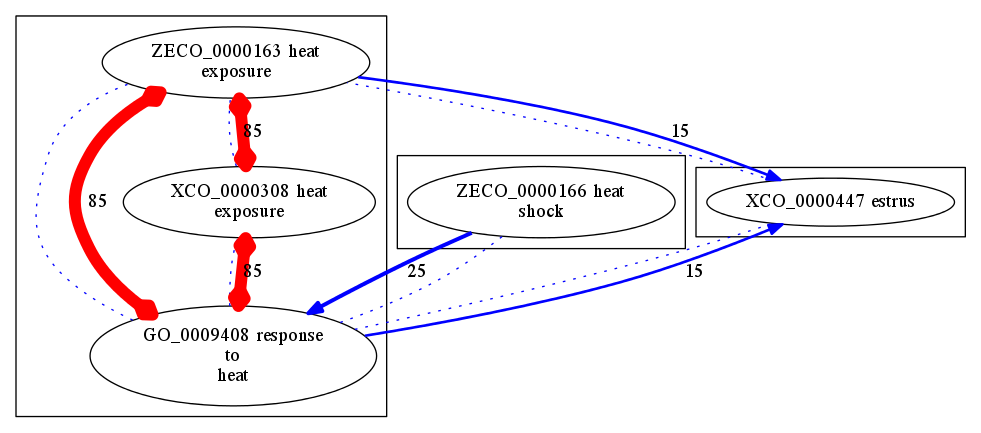 ZECO_0000163 heat
exposure
85
15
XCO_0000308 heat
exposure
ZECO_0000166 heat
shock
XCO_0000447 estrus
85
85
25
15
GO_0009408 response
to
heat